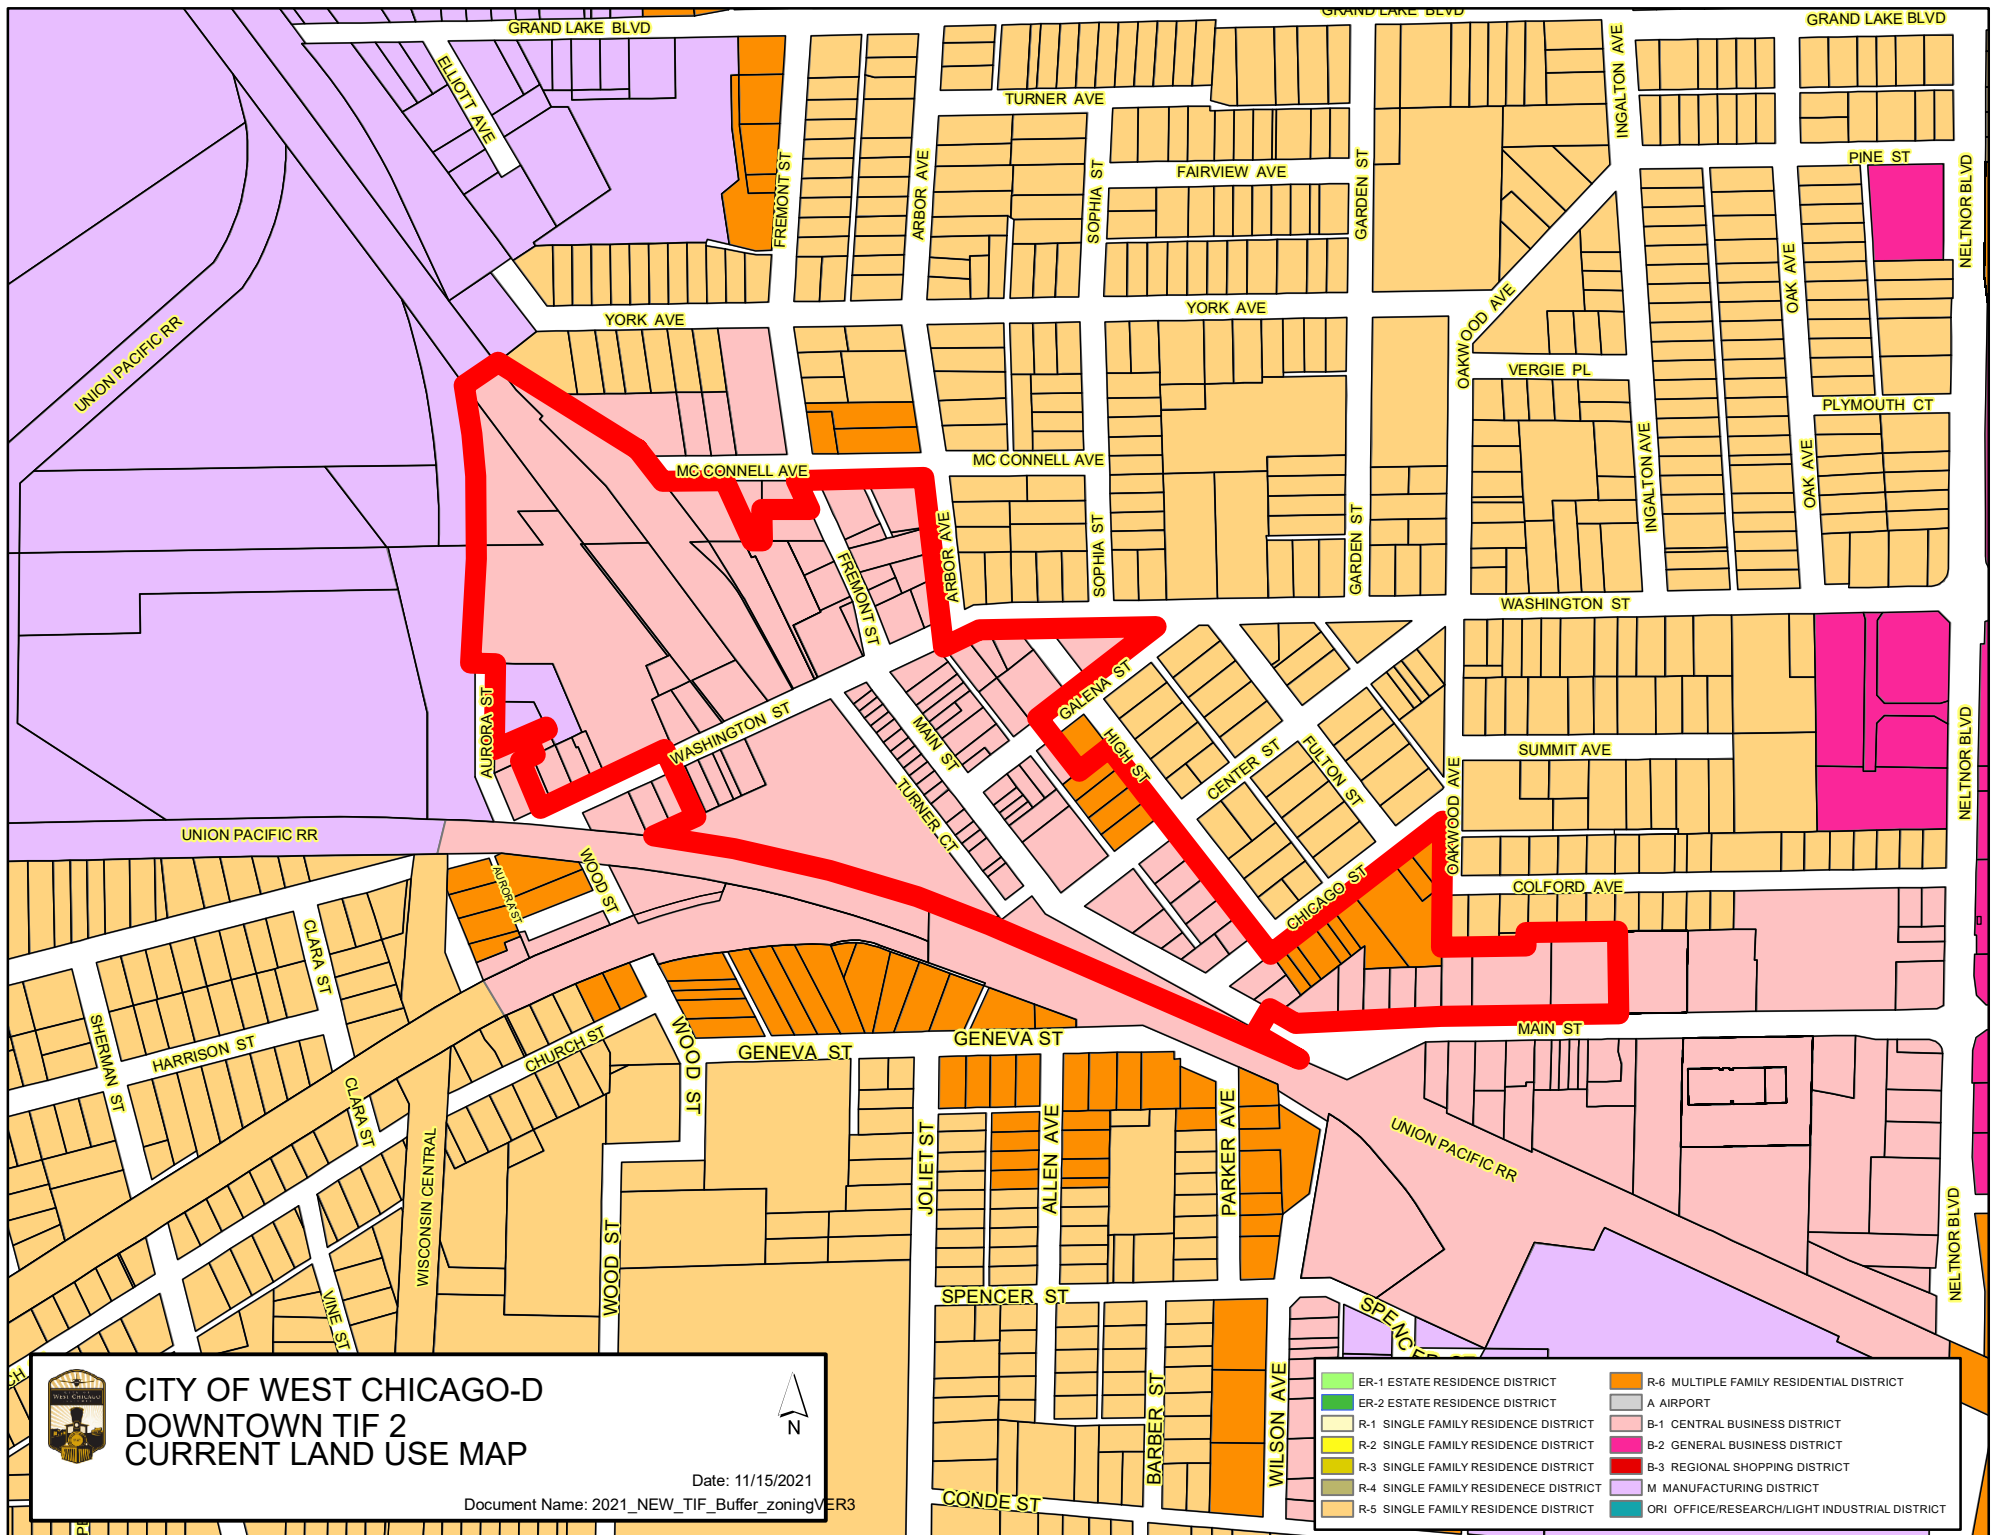 GRAND LAKE BLVD
GRAND LAKE BLVD
GRAND LAKE BLVD
ELLIOTT AVE
TURNER AVE
INGALTON AVE
FREMONT ST
ARBOR AVE
SOPHIA ST
FAIRVIEW AVE
GARDEN ST
PINE ST
NELTNOR BLVD
OAK AVE
UNION PACIFIC RR
YORK AVE
YORK AVE
OAKWOOD AVE
VERGIE PL
PLYMOUTH CT
MC CONNELL AVE
MC CONNELL AVE
INGALTON AVE
OAK AVE
ARBOR AVE
SOPHIA ST
GARDEN ST
FREMONT ST
WASHINGTON ST
GALENA ST
AURORA ST
WASHINGTON ST
MAIN ST
HIGH ST
CENTER ST
FULTON ST
SUMMIT AVE
OAKWOOD AVE
NELTNOR BLVD
TURNER CT
UNION PACIFIC RR
WOOD ST
AURORA ST
CHICAGO ST
COLFORD AVE
CLARA ST
SHERMAN ST
HARRISON ST
CHURCH ST
WOOD ST
GENEVA ST
GENEVA ST
MAIN ST
CLARA ST
WISCONSIN CENTRAL
JOLIET ST
ALLEN AVE
PARKER AVE
UNION PACIFIC RR
NELTNOR BLVD
VINE ST
WOOD ST
SPENCER ST
SPENCER ST
BARBER ST
WILSON AVE
CONDE ST
CH
PE
CITY OF WEST CHICAGO-D
DOWNTOWN TIF 2
CURRENT LAND USE MAP
WEST CHICAGO
N
Date: 11/15/2021
Document Name: 2021_NEW_TIF_Buffer_zoningVER3
ER-1 ESTATE RESIDENCE DISTRICT
ER-2 ESTATE RESIDENCE DISTRICT
R-1 SINGLE FAMILY RESIDENCE DISTRICT
R-2 SINGLE FAMILY RESIDENCE DISTRICT
R-3 SINGLE FAMILY RESIDENCE DISTRICT
R-4 SINGLE FAMILY RESIDENECE DISTRICT
R-5 SINGLE FAMILY RESIDENCE DISTRICT
R-6 MULTIPLE FAMILY RESIDENTIAL DISTRICT
A AIRPORT
B-1 CENTRAL BUSINESS DISTRICT
B-2 GENERAL BUSINESS DISTRICT
B-3 REGIONAL SHOPPING DISTRICT
M MANUFACTURING DISTRICT
ORI OFFICE/RESEARCH/LIGHT INDUSTRIAL DISTRICT